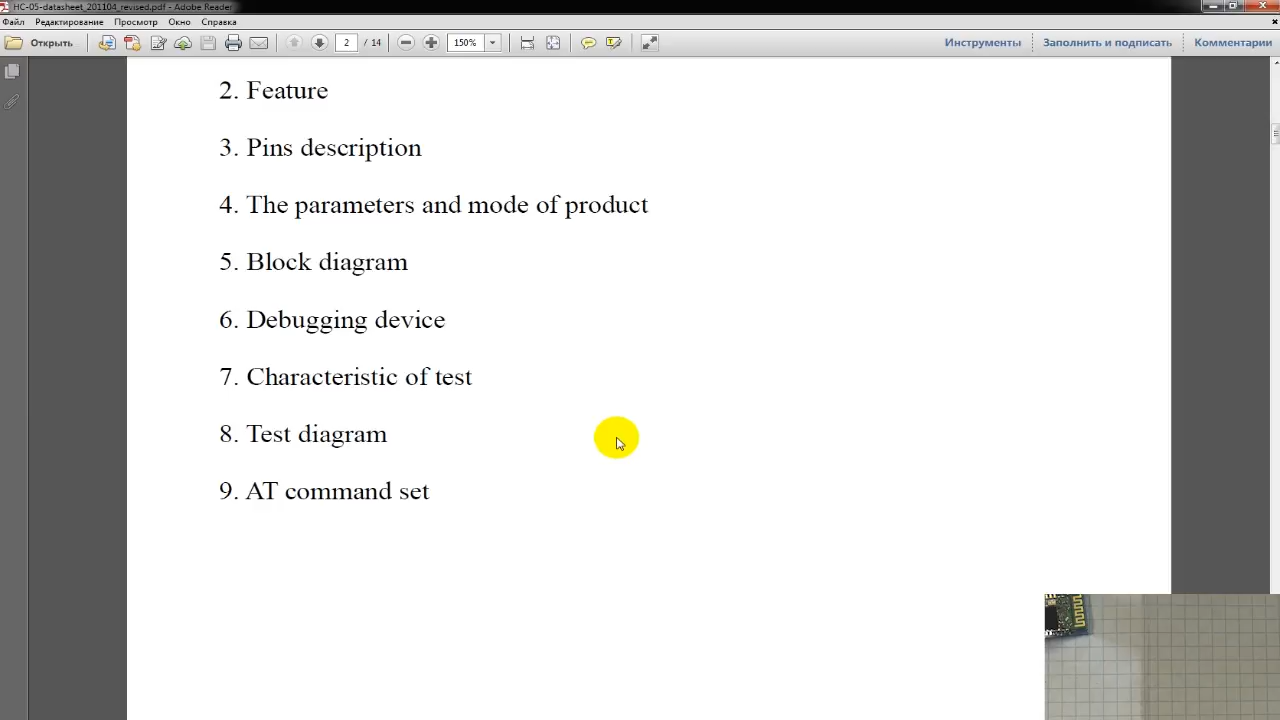 HC-05-datasheet_201104_revised.pdf - Adobe Reader
Файл Редактирование Просмотр Окно Справка
Открыть 2 / 14 150% Инструменты Заполнить и подписать Комментарии
2. Feature
3. Pins description
4. The parameters and mode of product
5. Block diagram
6. Debugging device
7. Characteristic of test
8. Test diagram
9. AT command set